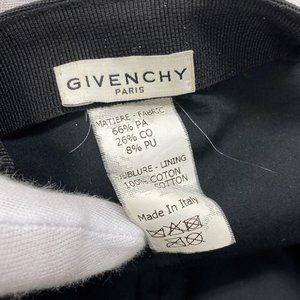 GIVENCHY
PARIS
MATIERE - FABRIC
66% PA
26% CO
8% PU
DOUBLURE - LINING
100% COTON
COTTON
Made In Italy